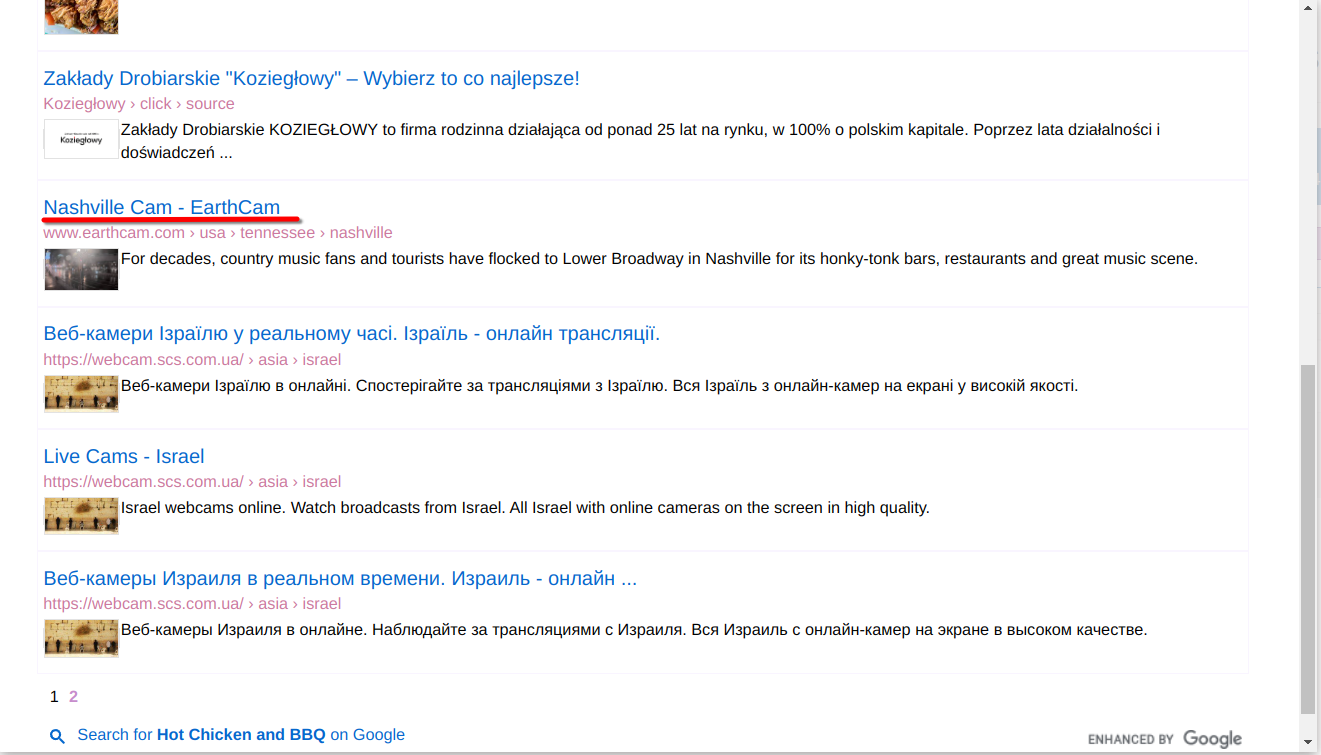 Zakłady Drobiarskie "Koziegłowy" – Wybierz to co najlepsze!
Koziegłowy › click › source
Koziegłowy
Zakłady Drobiarskie KOZIEGŁOWY to firma rodzinna działająca od ponad 25 lat na rynku, w 100% o polskim kapitale. Poprzez lata działalności i
doświadczeń ...
Nashville Cam - EarthCam
www.earthcam.com › usa › tennessee › nashville
For decades, country music fans and tourists have flocked to Lower Broadway in Nashville for its honky-tonk bars, restaurants and great music scene.
Веб-камери Ізраїлю у реальному часі. Ізраїль - онлайн трансляції.
https://webcam.scs.com.ua/ › asia › israel
Веб-камери Ізраїлю в онлайні. Спостерігайте за трансляціями з Ізраїлю. Вся Ізраїль з онлайн-камер на екрані у високій якості.
Live Cams - Israel
https://webcam.scs.com.ua/ › asia › israel
Israel webcams online. Watch broadcasts from Israel. All Israel with online cameras on the screen in high quality.
Веб-камеры Израиля в реальном времени. Израиль - онлайн ...
https://webcam.scs.com.ua/ › asia › israel
Веб-камеры Израиля в онлайне. Наблюдайте за трансляциями с Израиля. Вся Израиль с онлайн-камер на экране в высоком качестве.
1 2
Search for Hot Chicken and BBQ on Google
ENHANCED BY Google